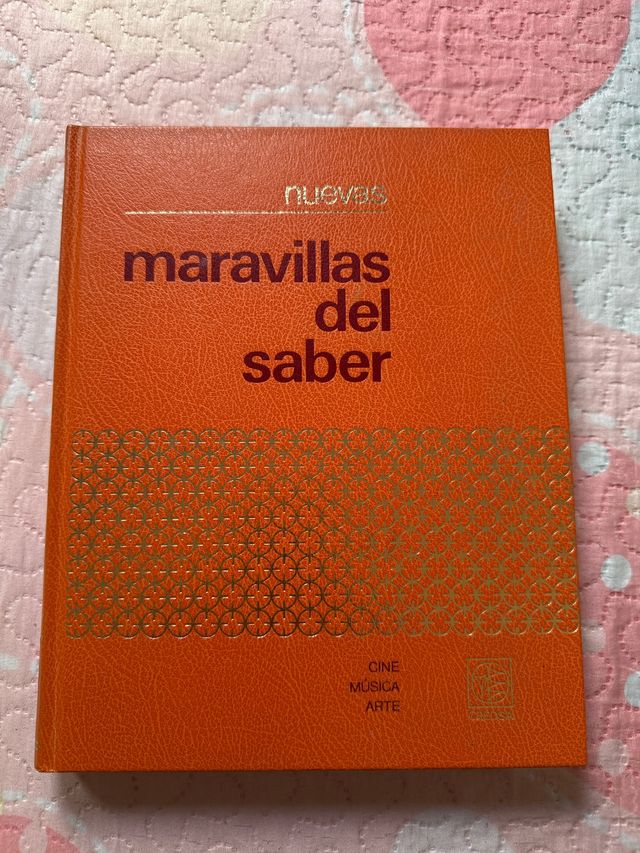 nuevas
maravillas
del
saber
CINE
MÚSICA
ARTE